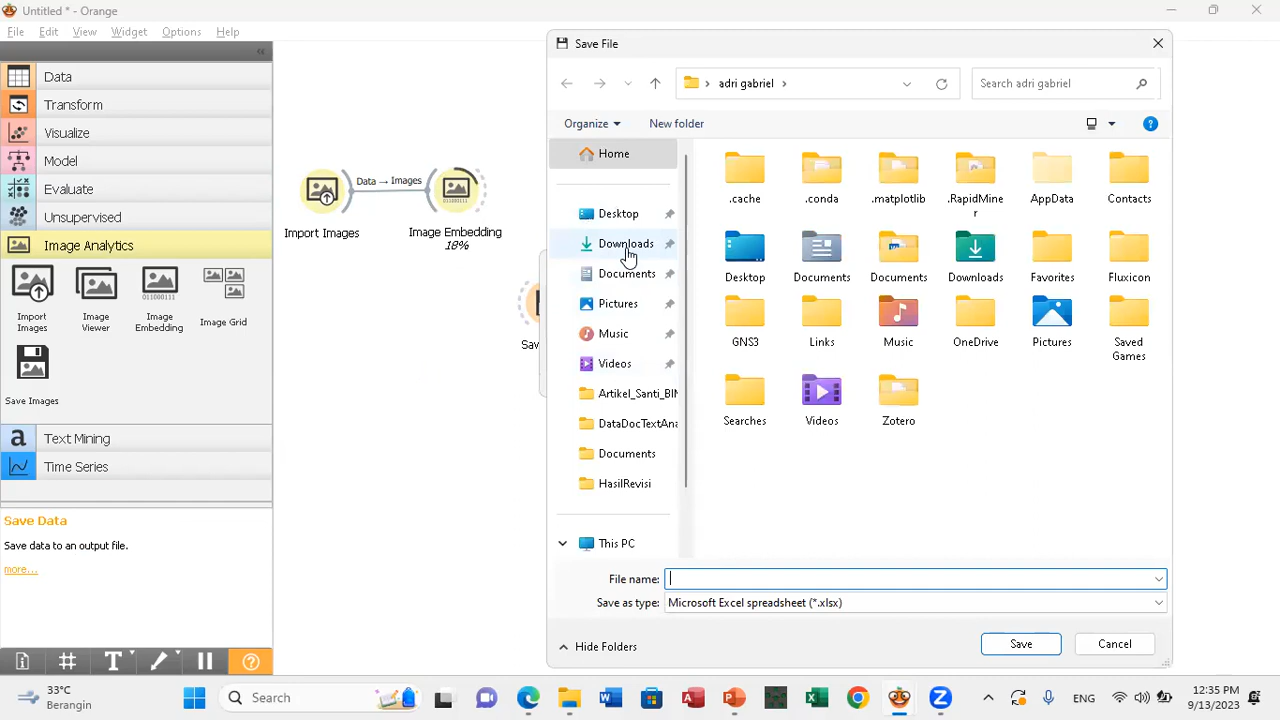 Untitled * - Orange
File Edit View Widget Options Help
Data
Transform
Visualize
Model
Evaluate
Unsupervised
Image Analytics
Import Images
Image Viewer
Image Embedding
Image Grid
Save Images
Text Mining
Time Series
Save Data
Save data to an output file.
more...
Data → Images
Import Images
Image Embedding
18%
Sav
Save File
adri gabriel
Search adri gabriel
Organize
New folder
Home
Desktop
Downloads
Documents
Pictures
Music
Videos
Artikel_Santi_BIN
DataDocTextAna
Documents
HasilRevisi
This PC
.cache
.conda
.matplotlib
.RapidMiner
AppData
Contacts
Desktop
Documents
Documents
Downloads
Favorites
Fluxicon
GNS3
Links
Music
OneDrive
Pictures
Saved Games
Searches
Videos
Zotero
File name:
Save as type: Microsoft Excel spreadsheet (*.xlsx)
Hide Folders
Save
Cancel
33°C
Berangin
Search
ENG
12:35 PM
9/13/2023